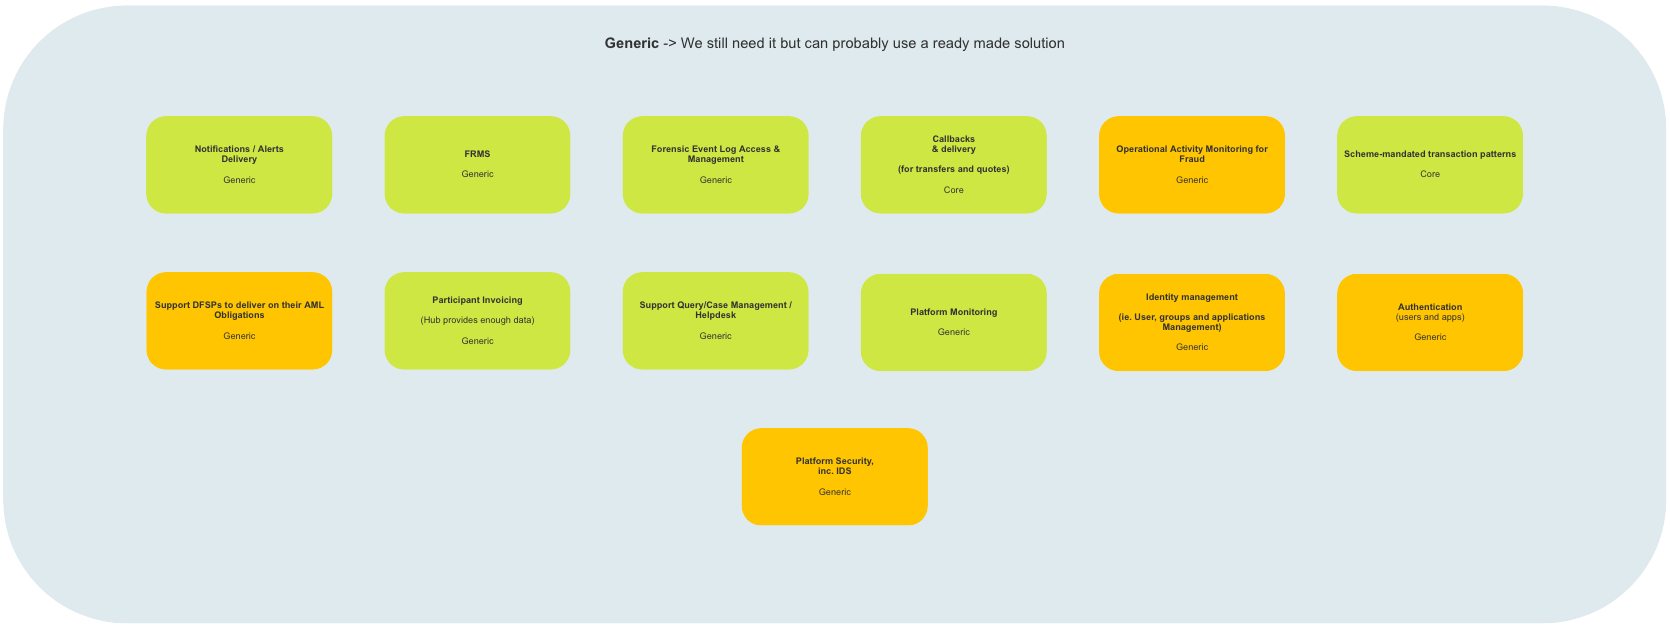 Generic -> We still need it but can probably use a ready made solution
Notifications / Alerts
Delivery
Generic
FRMS
Generic
Forensic Event Log Access &
Management
Generic
Callbacks
& delivery
(for transfers and quotes)
Core
Operational Activity Monitoring for
Fraud
Generic
Scheme-mandated transaction patterns
Core
Support DFSPs to deliver on their AML
Obligations
Generic
Participant Invoicing
(Hub provides enough data)
Generic
Support Query/Case Management /
Helpdesk
Generic
Platform Monitoring
Generic
Identity management
(ie. User, groups and applications
Management)
Generic
Authentication
(users and apps)
Generic
Platform Security,
inc. IDS
Generic